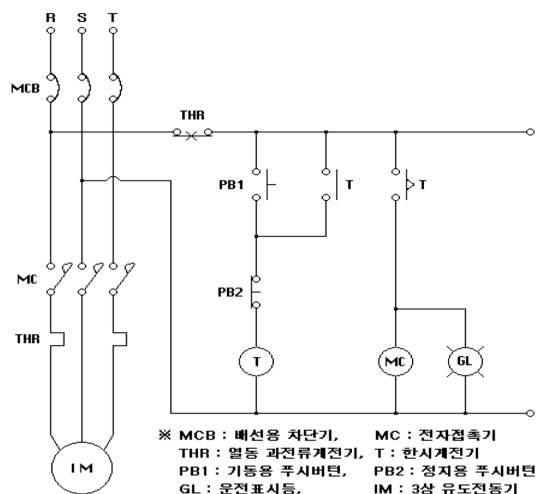 R S T
MCB
THR
PB1
T
T
PB2
MC
THR
T
MC
GL
IM
※ MCB : 배선용 차단기, MC : 전자접촉기
THR : 열동 과전류계전기, T : 한시계전기
PB1 : 기동용 푸시버턴, PB2 : 정지용 푸시버턴
GL : 운전표시등, IM : 3상 유도전동기